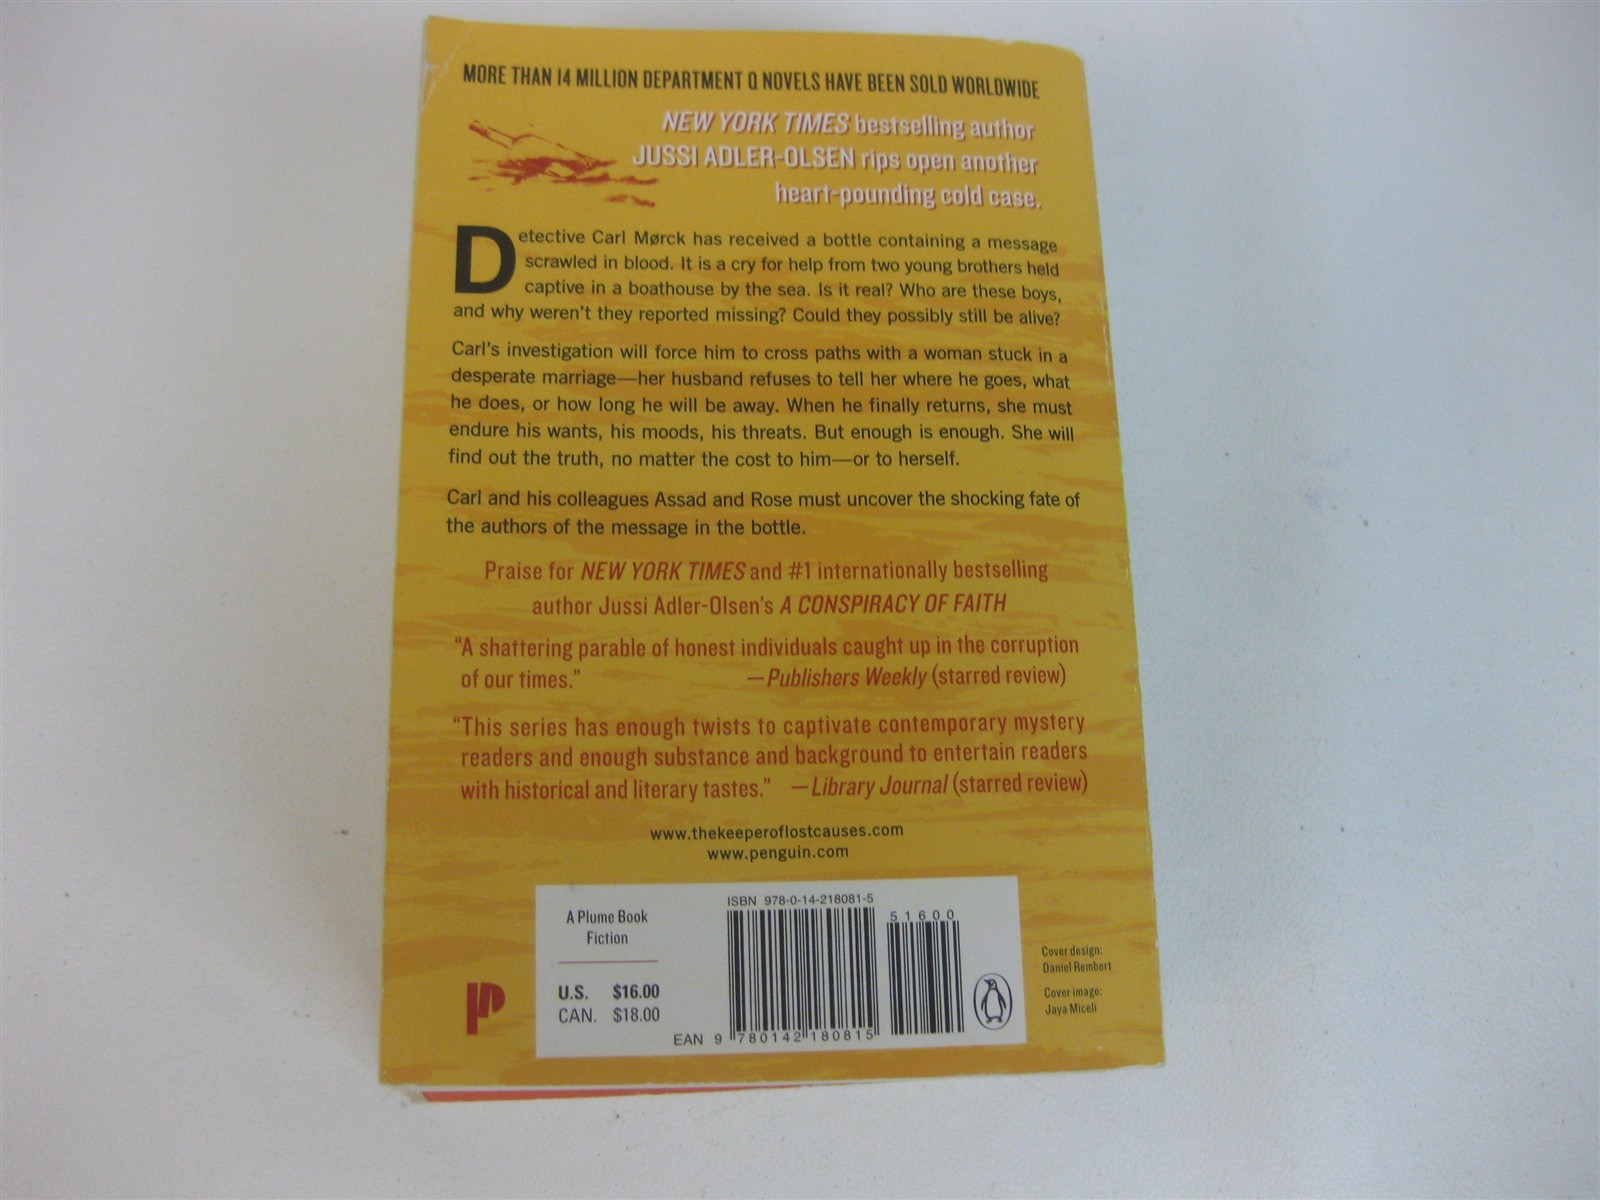 MORE THAN 14 MILLION DEPARTMENT Q NOVELS HAVE BEEN SOLD WORLDWIDE
NEW YORK TIMES bestselling author
JUSSI ADLER-OLSEN rips open another
heart-pounding cold case.
Detective Carl Mørck has received a bottle containing a message
scrawled in blood. It is a cry for help from two young brothers held
captive in a boathouse by the sea. Is it real? Who are these boys,
and why weren't they reported missing? Could they possibly still be alive?
Carl's investigation will force him to cross paths with a woman stuck in a
desperate marriage—her husband refuses to tell her where he goes, what
he does, or how long he will be away. When he finally returns, she must
endure his wants, his moods, his threats. But enough is enough. She will
find out the truth, no matter the cost to him—or to herself.
Carl and his colleagues Assad and Rose must uncover the shocking fate of
the authors of the message in the bottle.
Praise for NEW YORK TIMES and #1 internationally bestselling
author Jussi Adler-Olsen's A CONSPIRACY OF FAITH
"A shattering parable of honest individuals caught up in the corruption
of our times." —Publishers Weekly (starred review)
"This series has enough twists to captivate contemporary mystery
readers and enough substance and background to entertain readers
with historical and literary tastes." —Library Journal (starred review)
www.thekeeperoflostcauses.com
www.penguin.com
A Plume Book
Fiction
U.S. $16.00
CAN. $18.00
ISBN 978-0-14-218081-5
51600
EAN 9 780142 180815
Cover design:
Daniel Rembert
Cover image:
Jaya Miceli